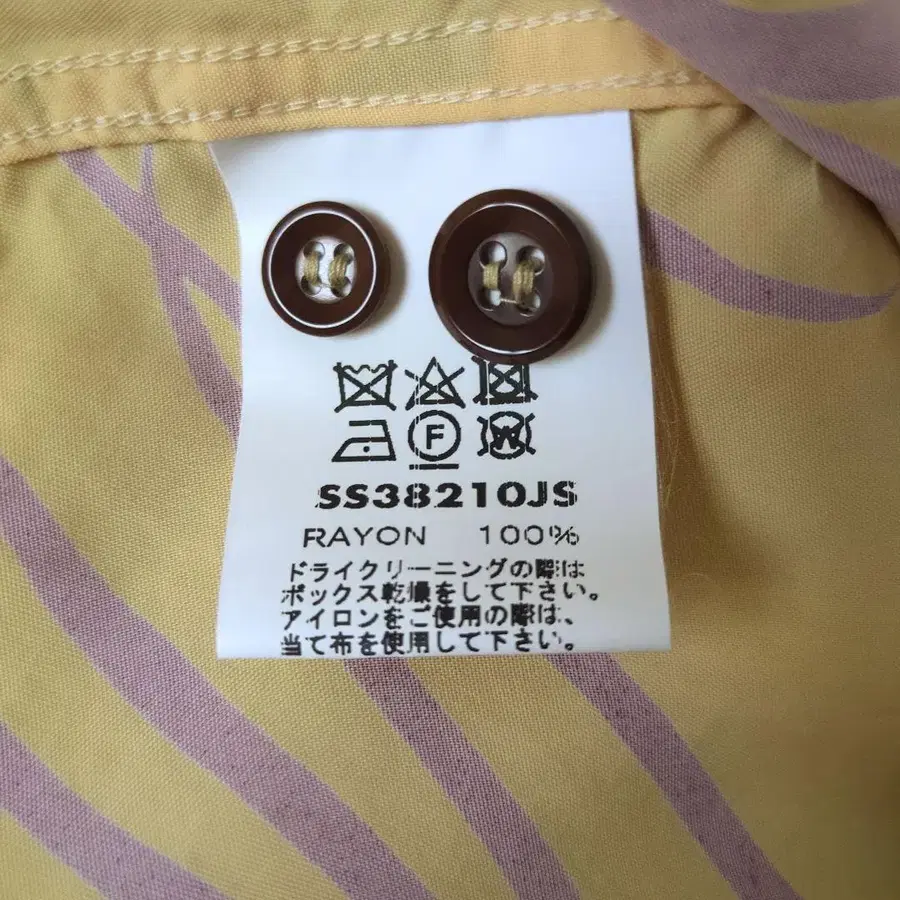 F
W
SS38210JS
RAYON 100%
ドライクリーニングの際は
ボックス乾燥をして下さい。
アイロンをご使用の際は、
当て布を使用して下さい。